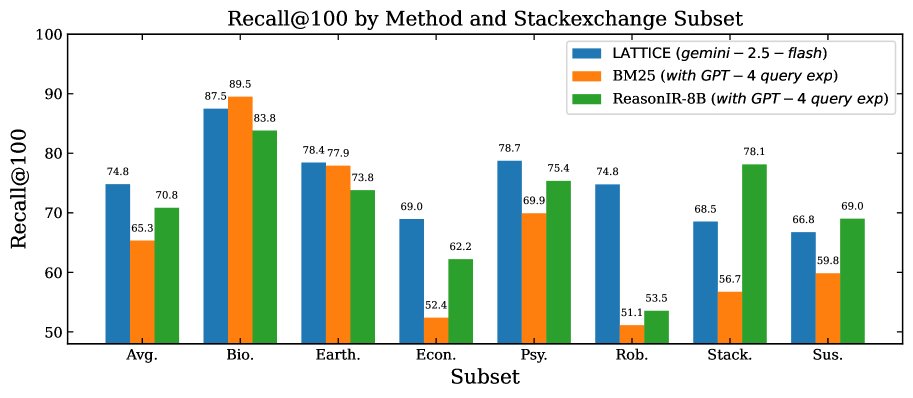 Recall@100 by Method and Stackexchange Subset
Recall@100
100
90
80
70
60
50
LATTICE (gemini − 2.5 − flash)
BM25 (with GPT − 4 query exp)
ReasonIR-8B (with GPT − 4 query exp)
74.8 65.3 70.8
87.5 89.5 83.8
78.4 77.9 73.8
69.0 52.4 62.2
78.7 69.9 75.4
74.8 51.1 53.5
68.5 56.7 78.1
66.8 59.8 69.0
Avg. Bio. Earth. Econ. Psy. Rob. Stack. Sus.
Subset